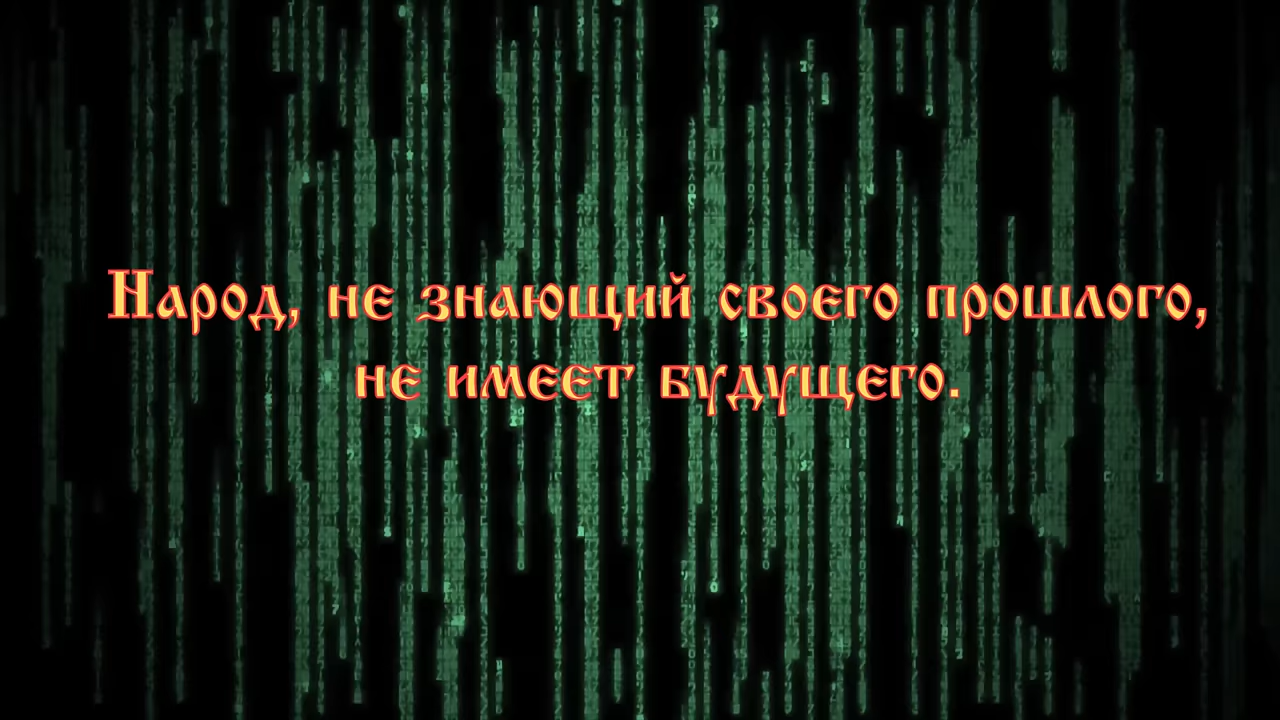 Народ, не знающий своего прошлого,
не имеет будущего.